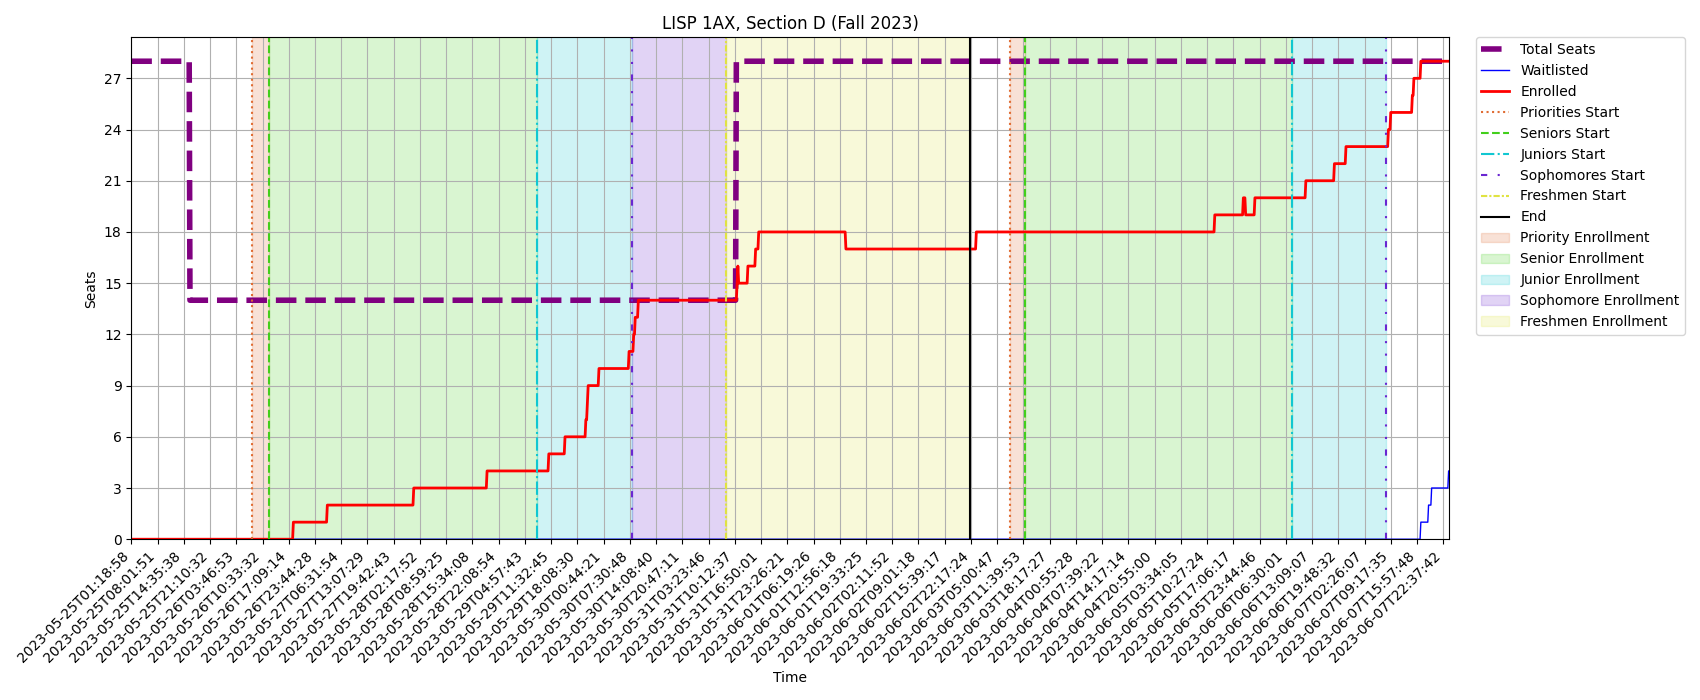 LISP 1AX, Section D (Fall 2023)
Seats
27
24
21
18
15
12
9
6
3
0
2023-05-25T01:18:58
2023-05-25T08:01:51
2023-05-25T14:35:38
2023-05-25T21:10:32
2023-05-26T03:46:53
2023-05-26T10:33:32
2023-05-26T17:09:14
2023-05-26T23:44:28
2023-05-27T06:31:54
2023-05-27T13:07:29
2023-05-27T19:42:43
2023-05-28T02:17:52
2023-05-28T08:59:25
2023-05-28T15:34:08
2023-05-28T22:08:54
2023-05-29T04:57:43
2023-05-29T11:32:45
2023-05-29T18:08:30
2023-05-30T00:44:21
2023-05-30T07:30:48
2023-05-30T14:08:40
2023-05-30T20:47:11
2023-05-31T03:23:46
2023-05-31T10:12:37
2023-05-31T16:50:01
2023-05-31T23:26:21
2023-06-01T06:19:26
2023-06-01T12:56:18
2023-06-01T19:33:25
2023-06-02T02:11:52
2023-06-02T09:01:18
2023-06-02T15:39:17
2023-06-02T22:17:24
2023-06-03T05:00:47
2023-06-03T11:39:53
2023-06-03T18:17:27
2023-06-04T00:55:28
2023-06-04T07:39:22
2023-06-04T14:17:14
2023-06-04T20:55:00
2023-06-05T03:34:05
2023-06-05T10:27:24
2023-06-05T17:06:17
2023-06-05T23:44:46
2023-06-06T06:30:01
2023-06-06T13:09:07
2023-06-06T19:48:32
2023-06-07T02:26:07
2023-06-07T09:17:35
2023-06-07T15:57:48
2023-06-07T22:37:42
Time
Total Seats
Waitlisted
Enrolled
Priorities Start
Seniors Start
Juniors Start
Sophomores Start
Freshmen Start
End
Priority Enrollment
Senior Enrollment
Junior Enrollment
Sophomore Enrollment
Freshmen Enrollment